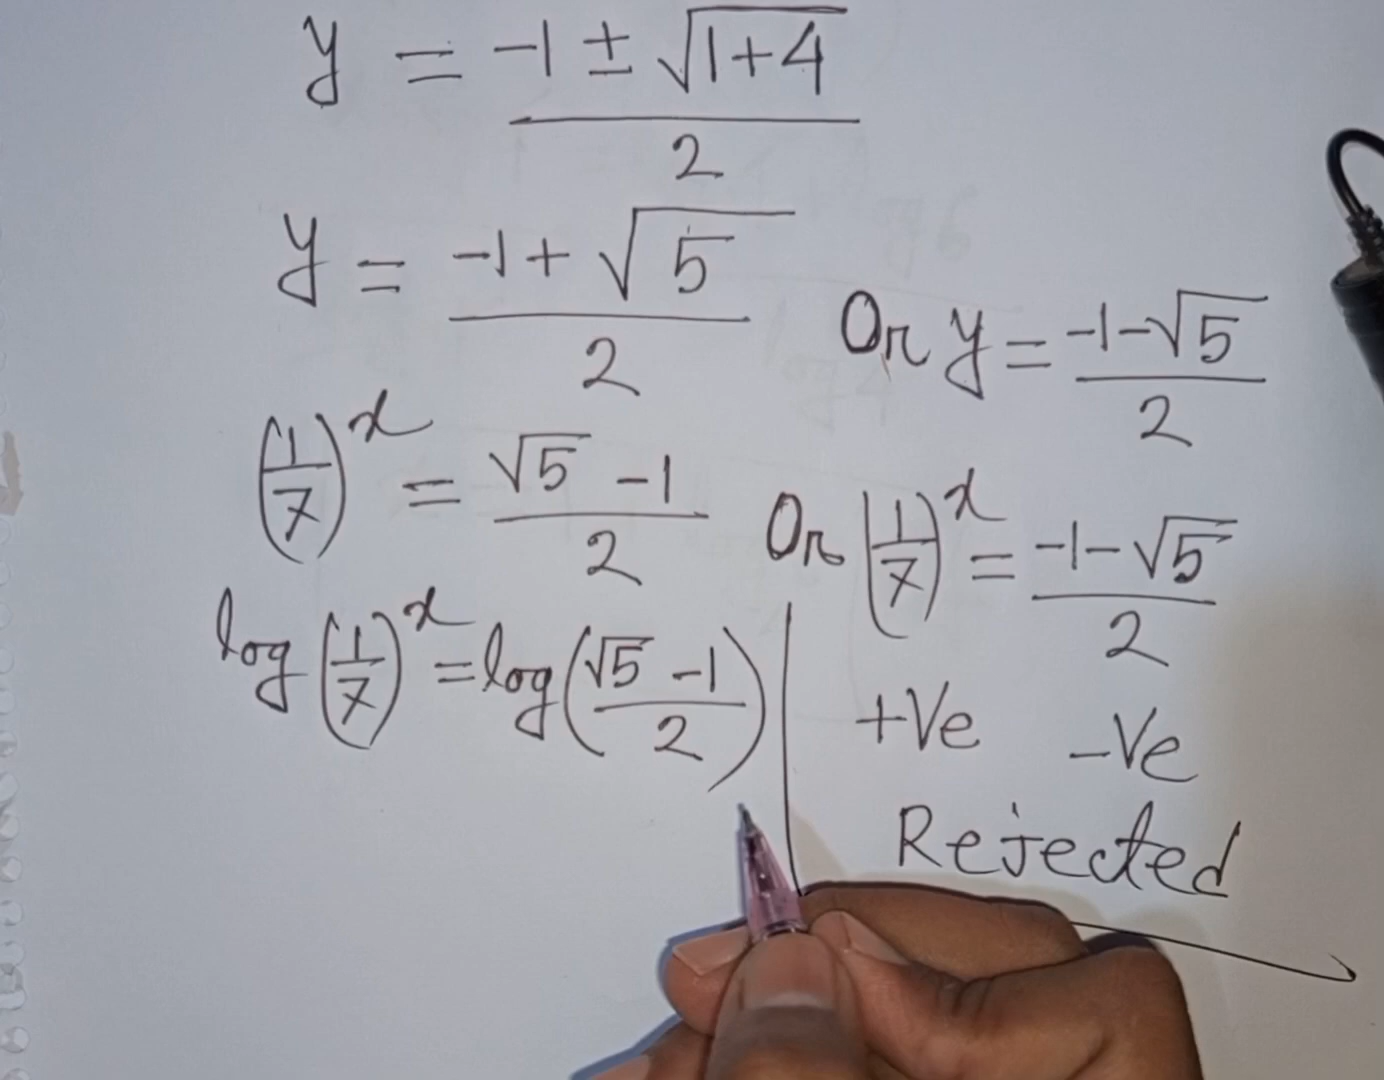 y = (-1 ± √(1+4))/2
y = (-1 + √5)/2 Or y = (-1-√5)/2
(1/7)^x = (√5 - 1)/2 Or (1/7)^x = (-1-√5)/2
log (1/7)^x = log((√5 - 1)/2)
+Ve -Ve
Rejected